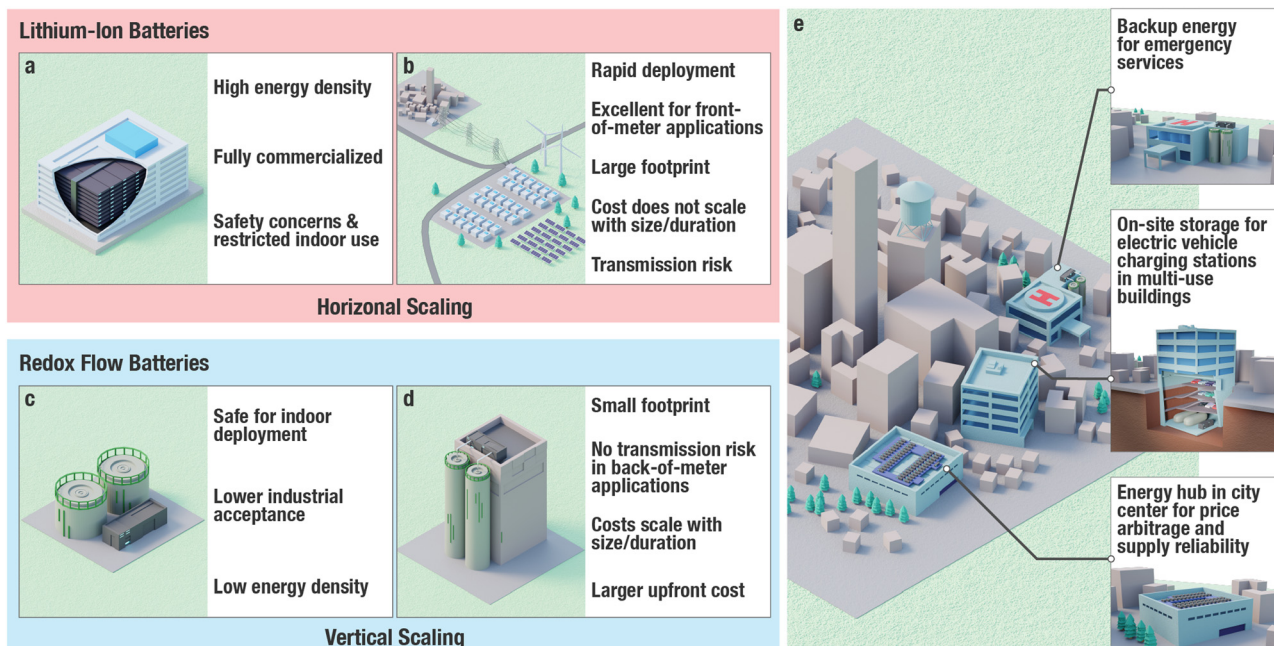 Lithium-Ion Batteries
a
High energy density
Fully commercialized
Safety concerns &
restricted indoor use
b
Rapid deployment
Excellent for front-
of-meter applications
Large footprint
Cost does not scale
with size/duration
Transmission risk
Horizonal Scaling
Redox Flow Batteries
c
Safe for indoor
deployment
Lower industrial
acceptance
Low energy density
d
Small footprint
No transmission risk
in back-of-meter
applications
Costs scale with
size/duration
Larger upfront cost
Vertical Scaling
e
H
Backup energy
for emergency
services
H
On-site storage for
electric vehicle
charging stations
in multi-use
buildings
Energy hub in city
center for price
arbitrage and
supply reliability